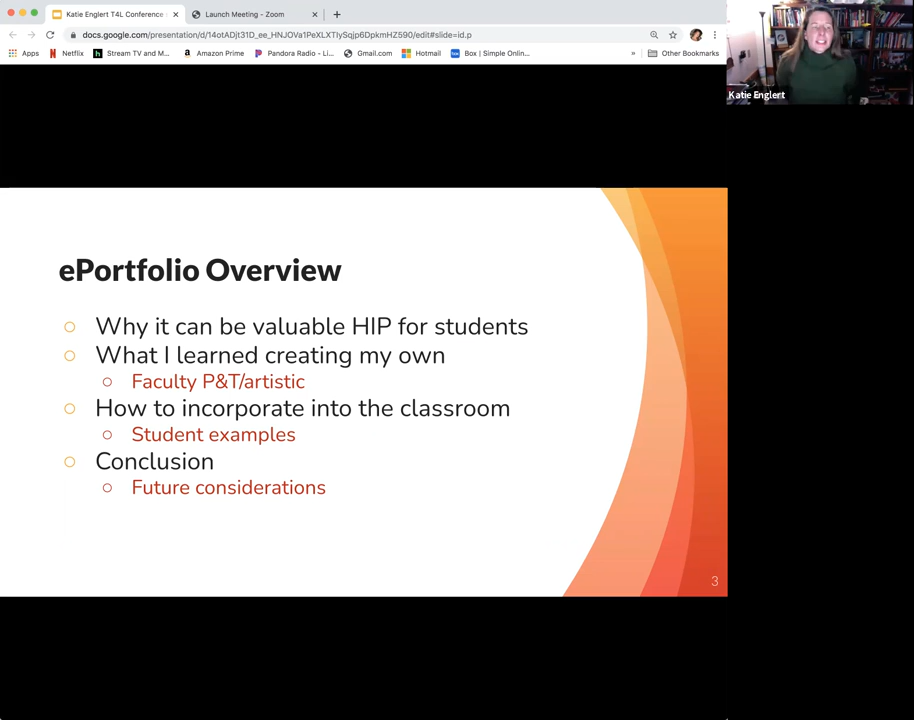 Katie Englert T4L Conference
Launch Meeting - Zoom
docs.google.com/presentation/d/14otADjt31D_ee_HNJOVa1PeXLXTlySqjp6DpkmHZ590/edit#slide=id.p
Apps
Netflix
Stream TV and M...
Amazon Prime
Pandora Radio - Li...
Gmail.com
Hotmail
Box | Simple Onlin...
»
Other Bookmarks
Katie Englert
ePortfolio Overview
Why it can be valuable HIP for students
What I learned creating my own
Faculty P&T/artistic
How to incorporate into the classroom
Student examples
Conclusion
Future considerations
3